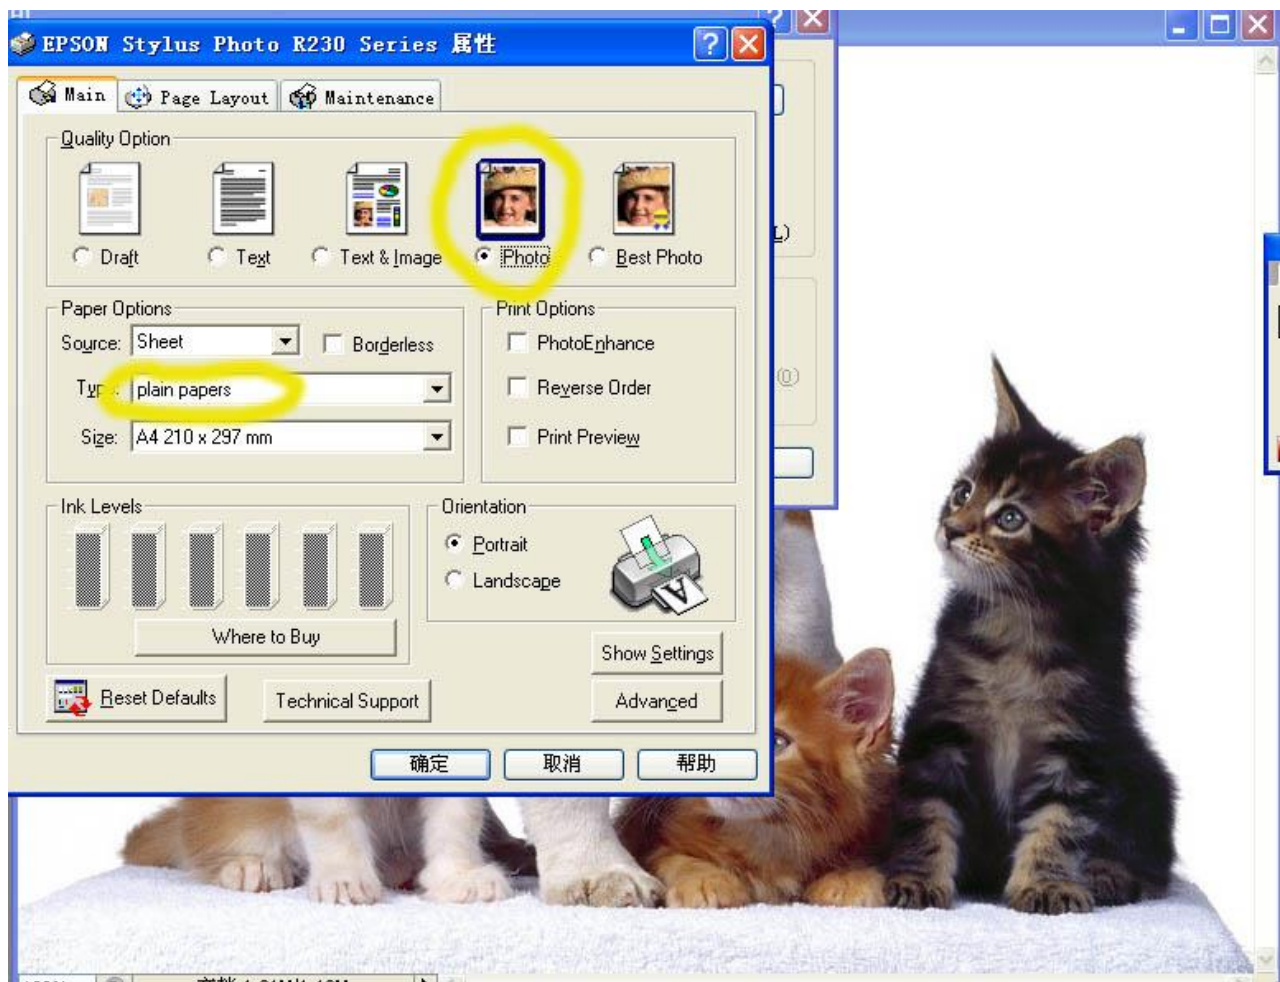 EPSON Stylus Photo R230 Series 属性
Main Page Layout Maintenance
Quality Option
Draft Text Text & Image Photo Best Photo
Paper Options
Source: Sheet Borderless
plain papers
Size: A4 210 x 297 mm
Print Options
PhotoEnhance
Reverse Order
Print Preview
Ink Levels
Where to Buy
Orientation
Portrait
Landscape
Show Settings
Reset Defaults Technical Support Advanced
确定 取消 帮助
L)
(O)